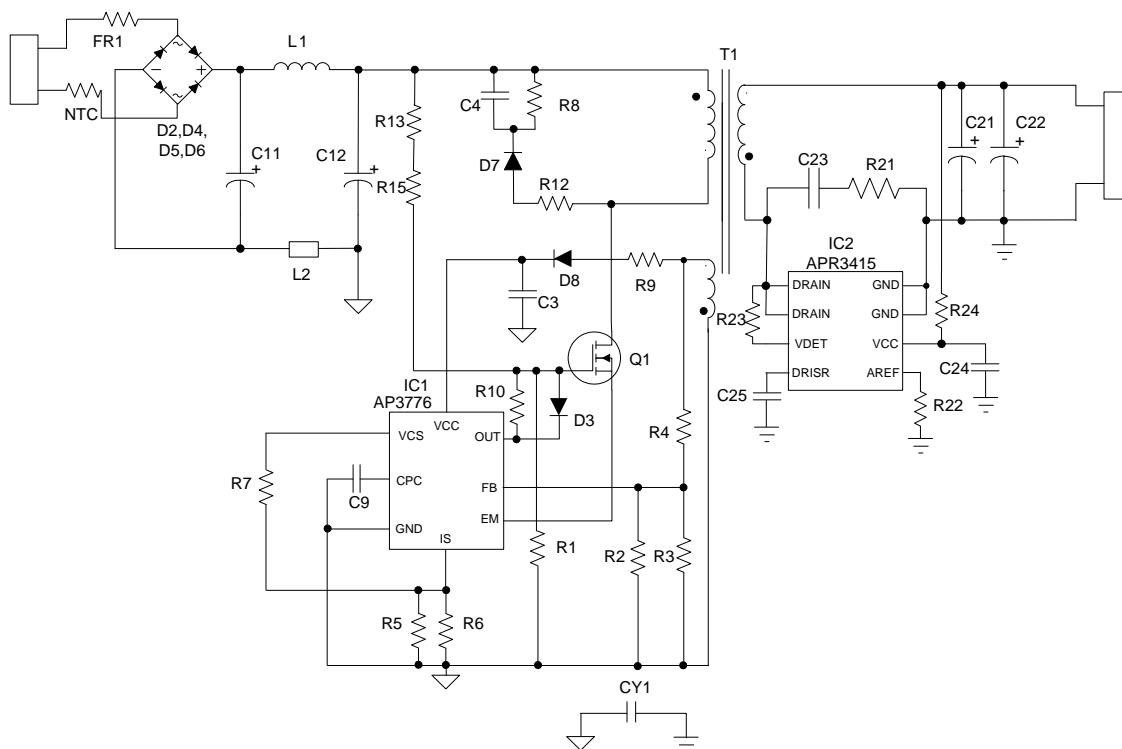 FR1
L1
T1
NTC
D2,D4,
D5,D6
~
~
-
+
C11
+
C12
+
R13
R15
C4
R8
D7
R12
L2
C23
R21
C21
+
C22
+
IC2
APR3415
DRAIN
DRAIN
VDET
DRISR
GND
GND
VCC
AREF
R23
R24
C24
C25
R22
C3
D8
R9
Q1
IC1
AP3776
R10
D3
R4
VCS
VCC
OUT
CPC
FB
GND
EM
IS
R7
C9
R1
R2
R3
R5
R6
CY1